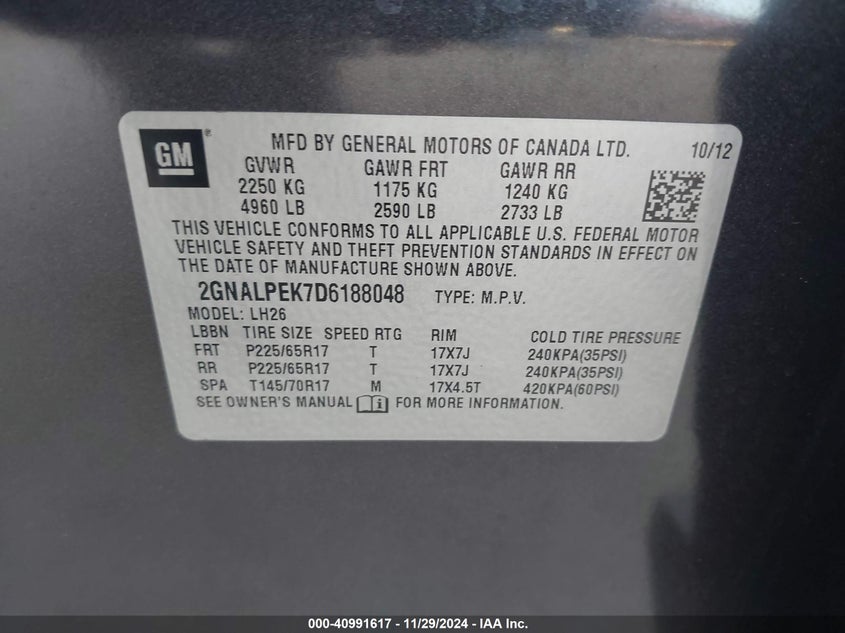 GM ®
MFD BY GENERAL MOTORS OF CANADA LTD. 10/12
GVWR GAWR FRT GAWR RR
2250 KG 1175 KG 1240 KG
4960 LB 2590 LB 2733 LB
THIS VEHICLE CONFORMS TO ALL APPLICABLE U.S. FEDERAL MOTOR
VEHICLE SAFETY AND THEFT PREVENTION STANDARDS IN EFFECT ON
THE DATE OF MANUFACTURE SHOWN ABOVE.
2GNALPEK7D6188048 TYPE: M.P.V.
MODEL: LH26
LBBN TIRE SIZE SPEED RTG RIM COLD TIRE PRESSURE
FRT P225/65R17 T 17X7J 240KPA(35PSI)
RR P225/65R17 T 17X7J 240KPA(35PSI)
SPA T145/70R17 M 17X4.5T 420KPA(60PSI)
SEE OWNER'S MANUAL i FOR MORE INFORMATION.
000-40991617 - 11/29/2024 - IAA Inc.